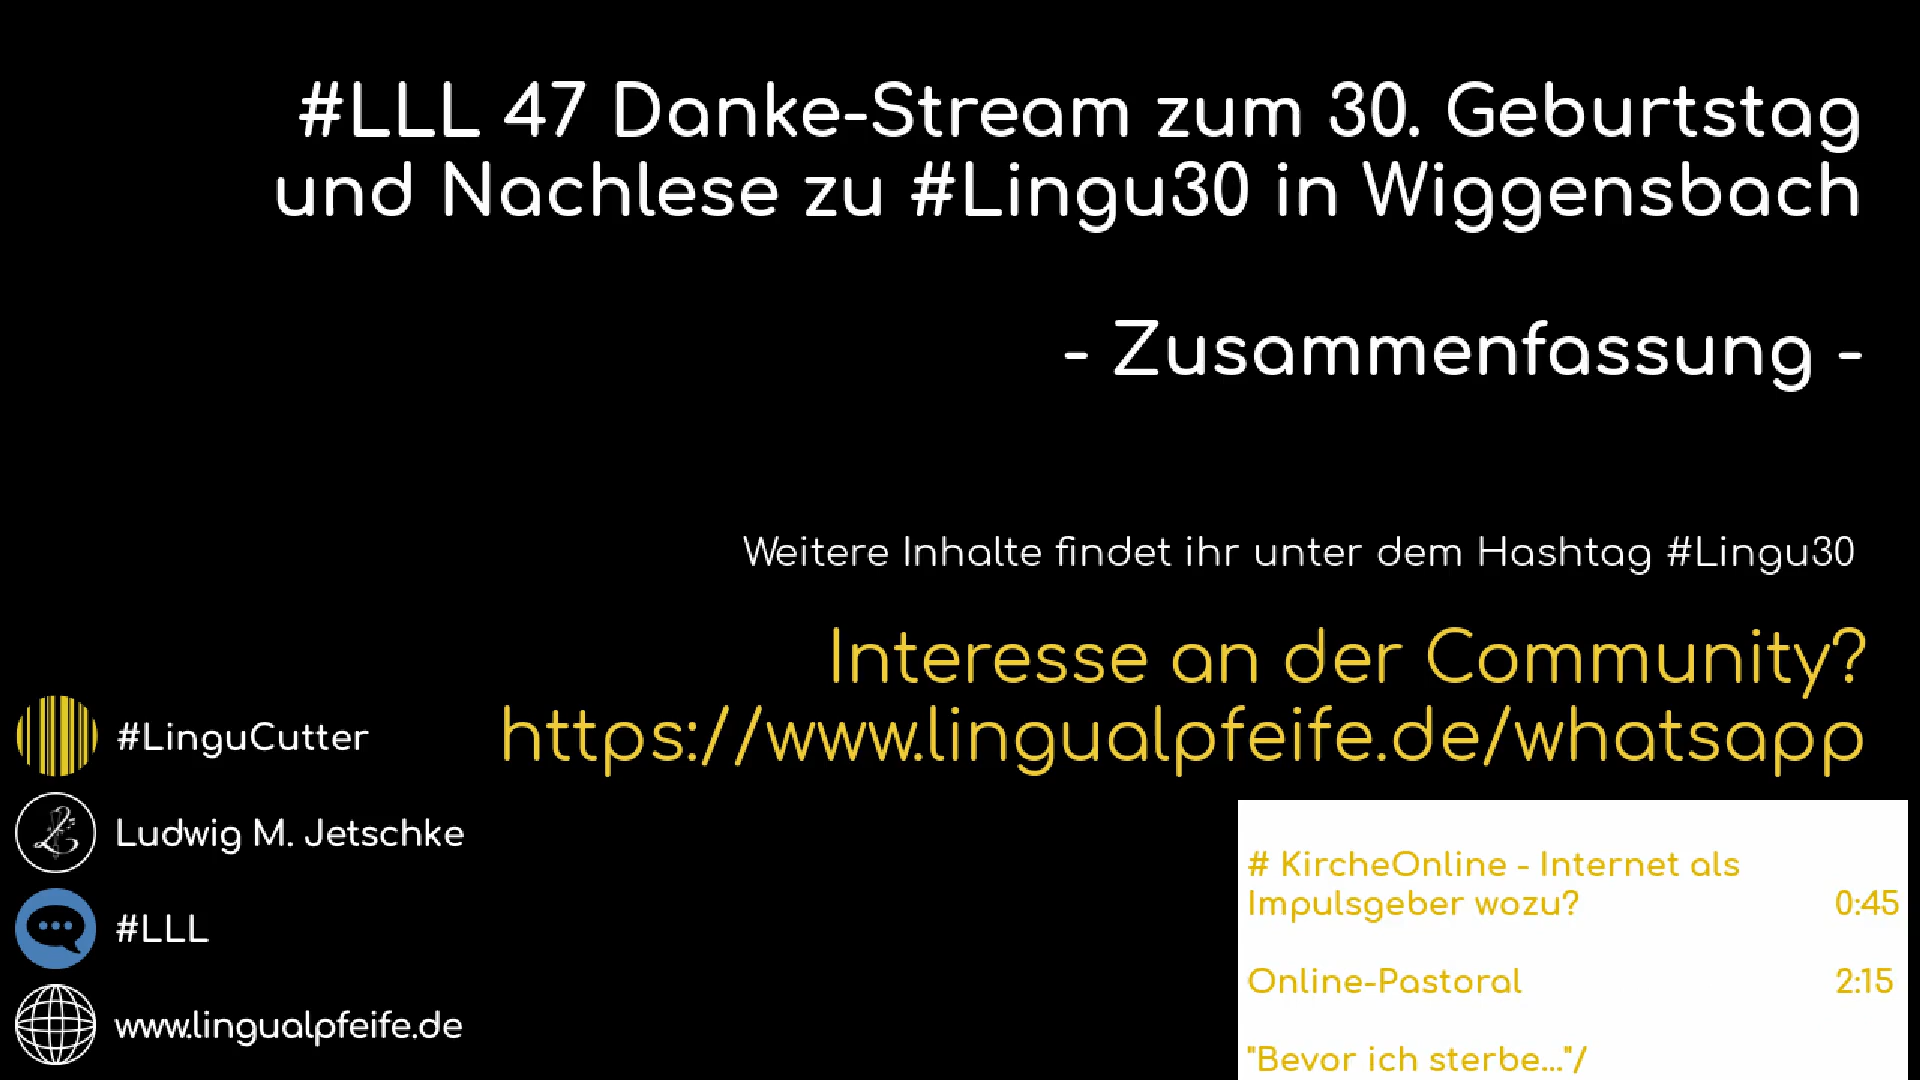 #LLL 47 Danke-Stream zum 30. Geburtstag
und Nachlese zu #Lingu30 in Wiggensbach
- Zusammenfassung -
Weitere Inhalte findet ihr unter dem Hashtag #Lingu30
Interesse an der Community?
https://www.lingualpfeife.de/whatsapp
#LinguCutter
Ludwig M. Jetschke
#LLL
www.lingualpfeife.de
# KircheOnline - Internet als
Impulsgeber wozu? 0:45
Online-Pastoral 2:15
"Bevor ich sterbe..."/